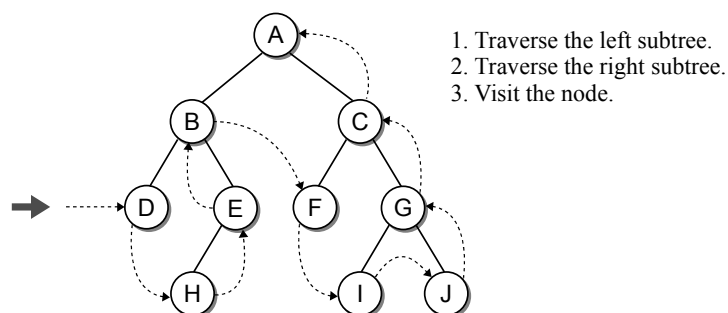 A
1. Traverse the left subtree.
2. Traverse the right subtree.
3. Visit the node.
B C
D E F G
H I J